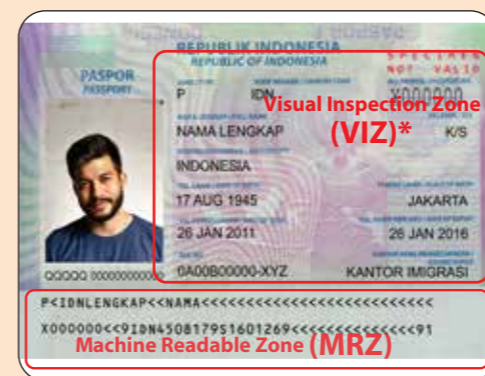 REPUBLIK INDONESIA
REPUBLIC OF INDONESIA
SPECIMEN
NOT VALID
PASPOR
PASSPORT
P IDN X000000
Visual Inspection Zone
(VIZ)*
NAMA LENGKAP K/S
INDONESIA
17 AUG 1945 JAKARTA
26 JAN 2011 26 JAN 2016
0A00B00000-XYZ KANTOR IMIGRASI
P<IDNLENGKAP<<NAMA<<<<<<<<<<<<<<<<<<<<<<<<<<
X000000<<9IDN4508179S1601269<<<<<<<<<<<<<<91
Machine Readable Zone (MRZ)